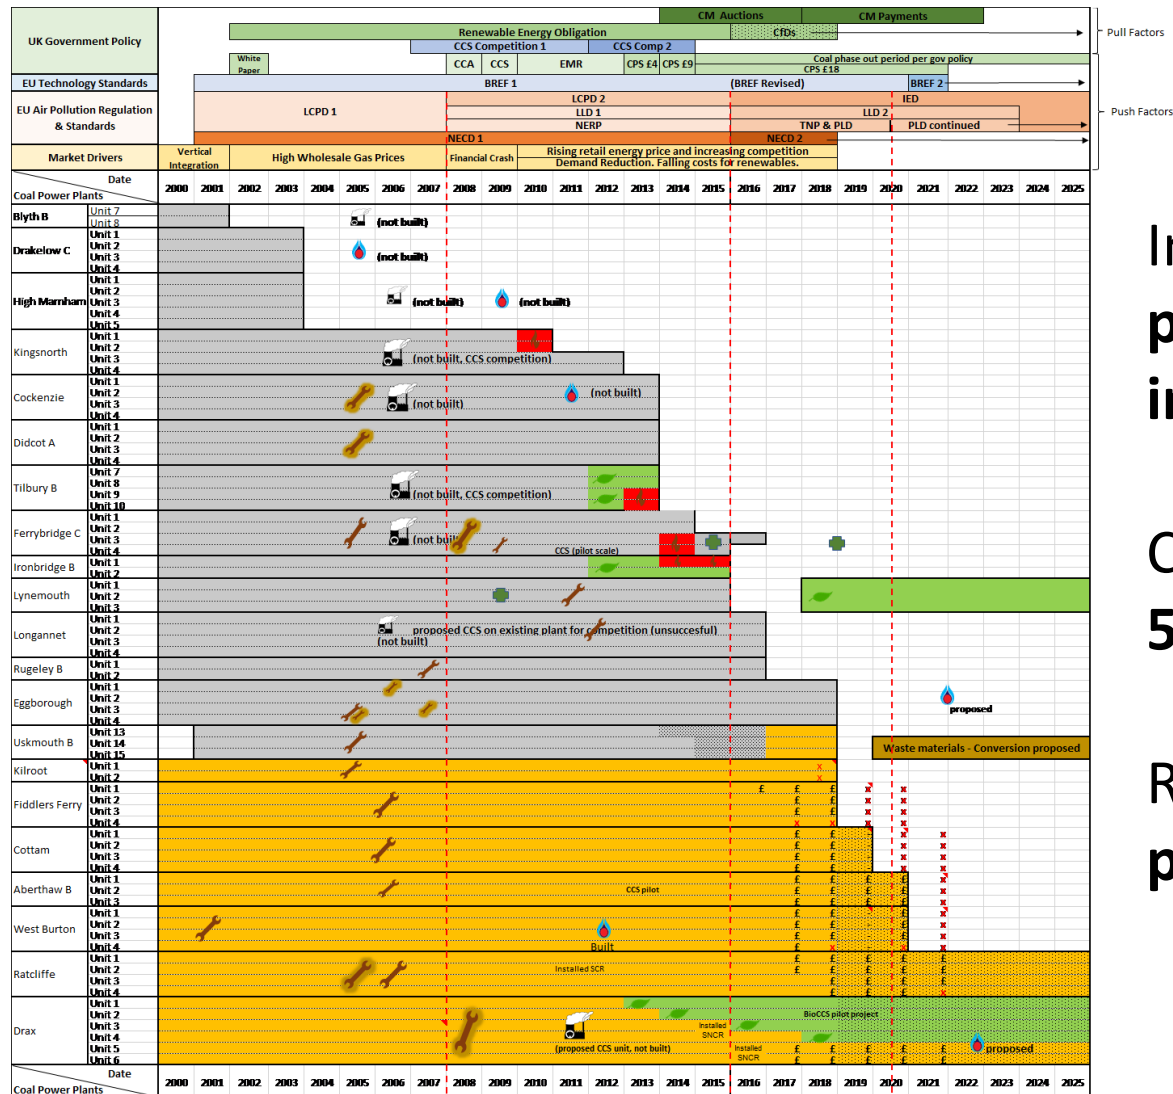 CM Auctions CM Payments
UK Government Policy
Renewable Energy Obligation CfDs
Pull Factors
CCS Competition 1 CCS Comp 2
White Paper CCA CCS EMR CPS £4 CPS £9 Coal phase out period per gov policy
CPS £18
EU Technology Standards BREF 1 (BREF Revised) BREF 2
EU Air Pollution Regulation & Standards
LCPD 1 LCPD 2 IED
LLD 1 LLD 2
Push Factors
NERP TNP & PLD PLD continued
NECD 1 NECD 2
Market Drivers Vertical Integration High Wholesale Gas Prices Financial Crash Rising retail energy price and increasing competition
Demand Reduction. Falling costs for renewables.
Date
Coal Power Plants
2000 2001 2002 2003 2004 2005 2006 2007 2008 2009 2010 2011 2012 2013 2014 2015 2016 2017 2018 2019 2020 2021 2022 2023 2024 2025
Blyth B Unit 7 (not built)
Unit 8
Drakelow C Unit 1
Unit 2
Unit 3 (not built)
Unit 4
High Marnham Unit 1
Unit 2
Unit 3 (not built) (not built)
Unit 4
Unit 5
Kingsnorth Unit 1
Unit 2
Unit 3 (not built, CCS competition)
Unit 4
Cockenzie Unit 1
Unit 2 (not built)
Unit 3 (not built)
Unit 4
Didcot A Unit 1
Unit 2
Unit 3
Unit 4
Tilbury B Unit 7
Unit 8
Unit 9 (not built, CCS competition)
Unit 10
Ferrybridge C Unit 1
Unit 2
Unit 3 (not built)
Unit 4 CCS (pilot scale)
Ironbridge B Unit 1
Unit 2
Lynemouth Unit 1
Unit 2
Unit 3
Longannet Unit 1
Unit 2 proposed CCS on existing plant for competition (unsuccesful)
Unit 3 (not built)
Unit 4
Rugeley B Unit 1
Unit 2
Eggborough Unit 1
Unit 2
Unit 3 proposed
Unit 4
Uskmouth B Unit 13
Unit 14 Waste materials - Conversion proposed
Unit 15
Kilroot Unit 1 x
Unit 2 x
Fiddlers Ferry Unit 1 £ £ £ x x
Unit 2 £ £ x x
Unit 3 £ £ x x
Unit 4 x x x x
Cottam Unit 1 £ £ - x x
Unit 2 £ £ - x x
Unit 3 £ £ - x x
Unit 4 £ £ - x x
Aberthaw B Unit 1 £ £ £ £ x
Unit 2 CCS pilot £ £ £ £ x
Unit 3 £ £ £ £ x
West Burton Unit 1 £ £ - £ x
Unit 2 £ £ - £ x
Unit 3 £ £ - £ x
Unit 4 Built £ x - x x
Ratcliffe Unit 1 £ £ £ £ £
Unit 2 Installed SCR £ £ £ £ £
Unit 3 £ £ £ £
Unit 4 £ £ £ x
Drax Unit 1
Unit 2 BioCCS pilot project
Unit 3 Installed SNCR
Unit 4
Unit 5 (proposed CCS unit, not built) Installed SNCR £ £ £ £ £ proposed
Unit 6 £ £ £ £ £
Date
Coal Power Plants
2000 2001 2002 2003 2004 2005 2006 2007 2008 2009 2010 2011 2012 2013 2014 2015 2016 2017 2018 2019 2020 2021 2022 2023 2024 2025